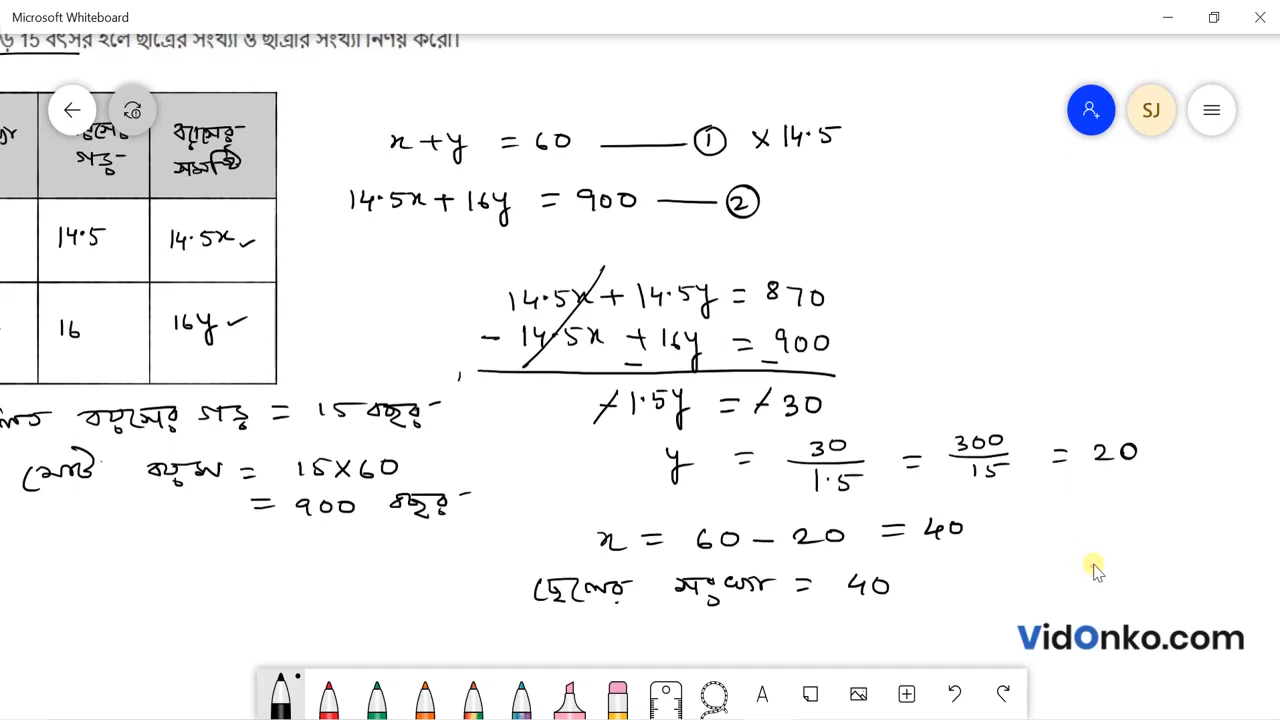 Microsoft Whiteboard
15 বৎসর হলে ছাত্রের সংখ্যা ও ছাত্রীর সংখ্যা নির্ণয় করো।
SJ
গড়
বয়সের সমষ্টি
14.5
14.5x
16
16y
x + y = 60 ——— ① × 14.5
14.5x + 16y = 900 —— ②
14.5x + 14.5y = 870
- 14.5x + 16y = 900
- -
- 1.5y = - 30
y = 30/1.5 = 300/15 = 20
x = 60 - 20 = 40
ছেলের সংখ্যা = 40
বয়সের গড় = 15 বছর
মোট বয়স = 15 × 60
= 900 বছর
VidOnko.com
A